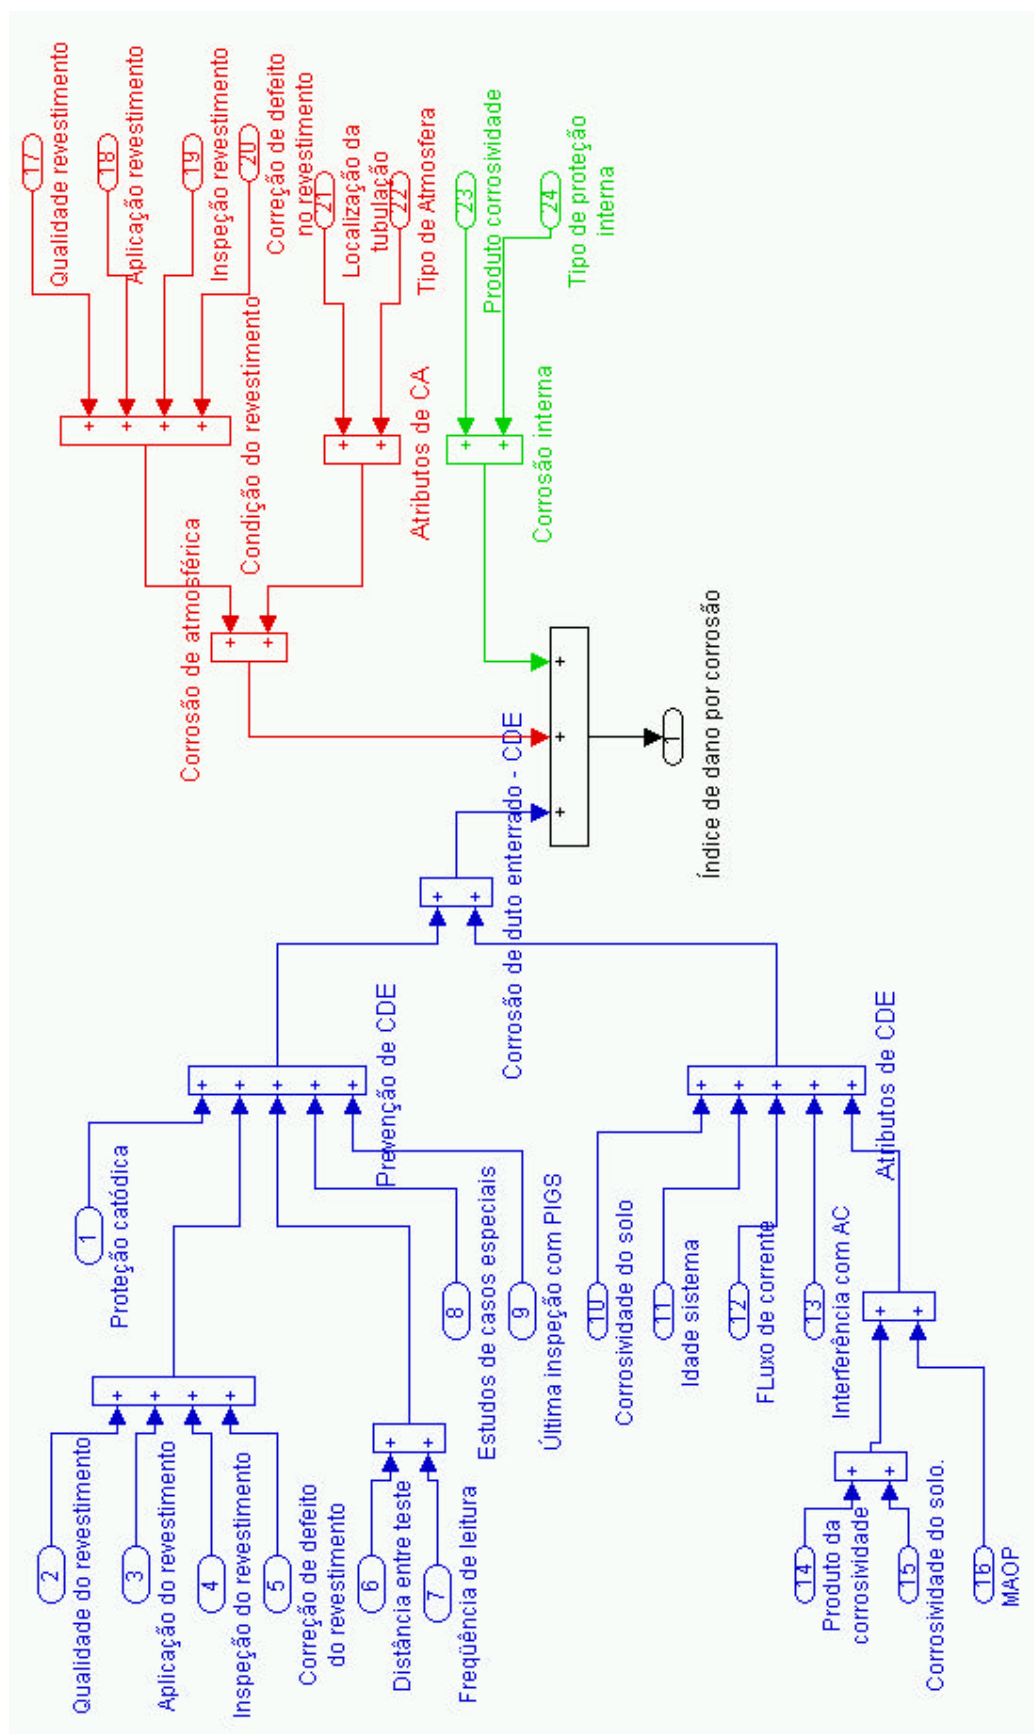 17
Qualidade revestimento
18
Aplicação revestimento
19
Inspeção revestimento
20
Correção de defeito
no revestimento
21
Localização da
tubulação
22
Tipo de Atmosfera
23
Produto corrosividade
24
Tipo de proteção
interna
+
+
+
+
Condição do revestimento
+
+
Atributos de CA
+
+
Corrosão interna
+
+
Corrosão de atmosférica
+
+
+
1
Índice de dano por corrosão
+
+
Corrosão de duto enterrado - CDE
+
+
+
+
+
Prevenção de CDE
+
+
+
+
+
Atributos de CDE
1
Proteção catódica
8
Estudos de casos especiais
9
Última inspeção com PIGS
10
Corrosividade do solo
11
Idade sistema
12
FLuxo de corrente
13
Interferência com AC
+
+
+
+
+
+
+
+
+
+
2
Qualidade do revestimento
3
Aplicação do revestimento
4
Inspeção do revestimento
5
Correção de defeito
do revestimento
6
Distância entre teste
7
Freqüência de leitura
14
Produto da
corrosividade
15
Corrosividade do solo.
16
MAOP